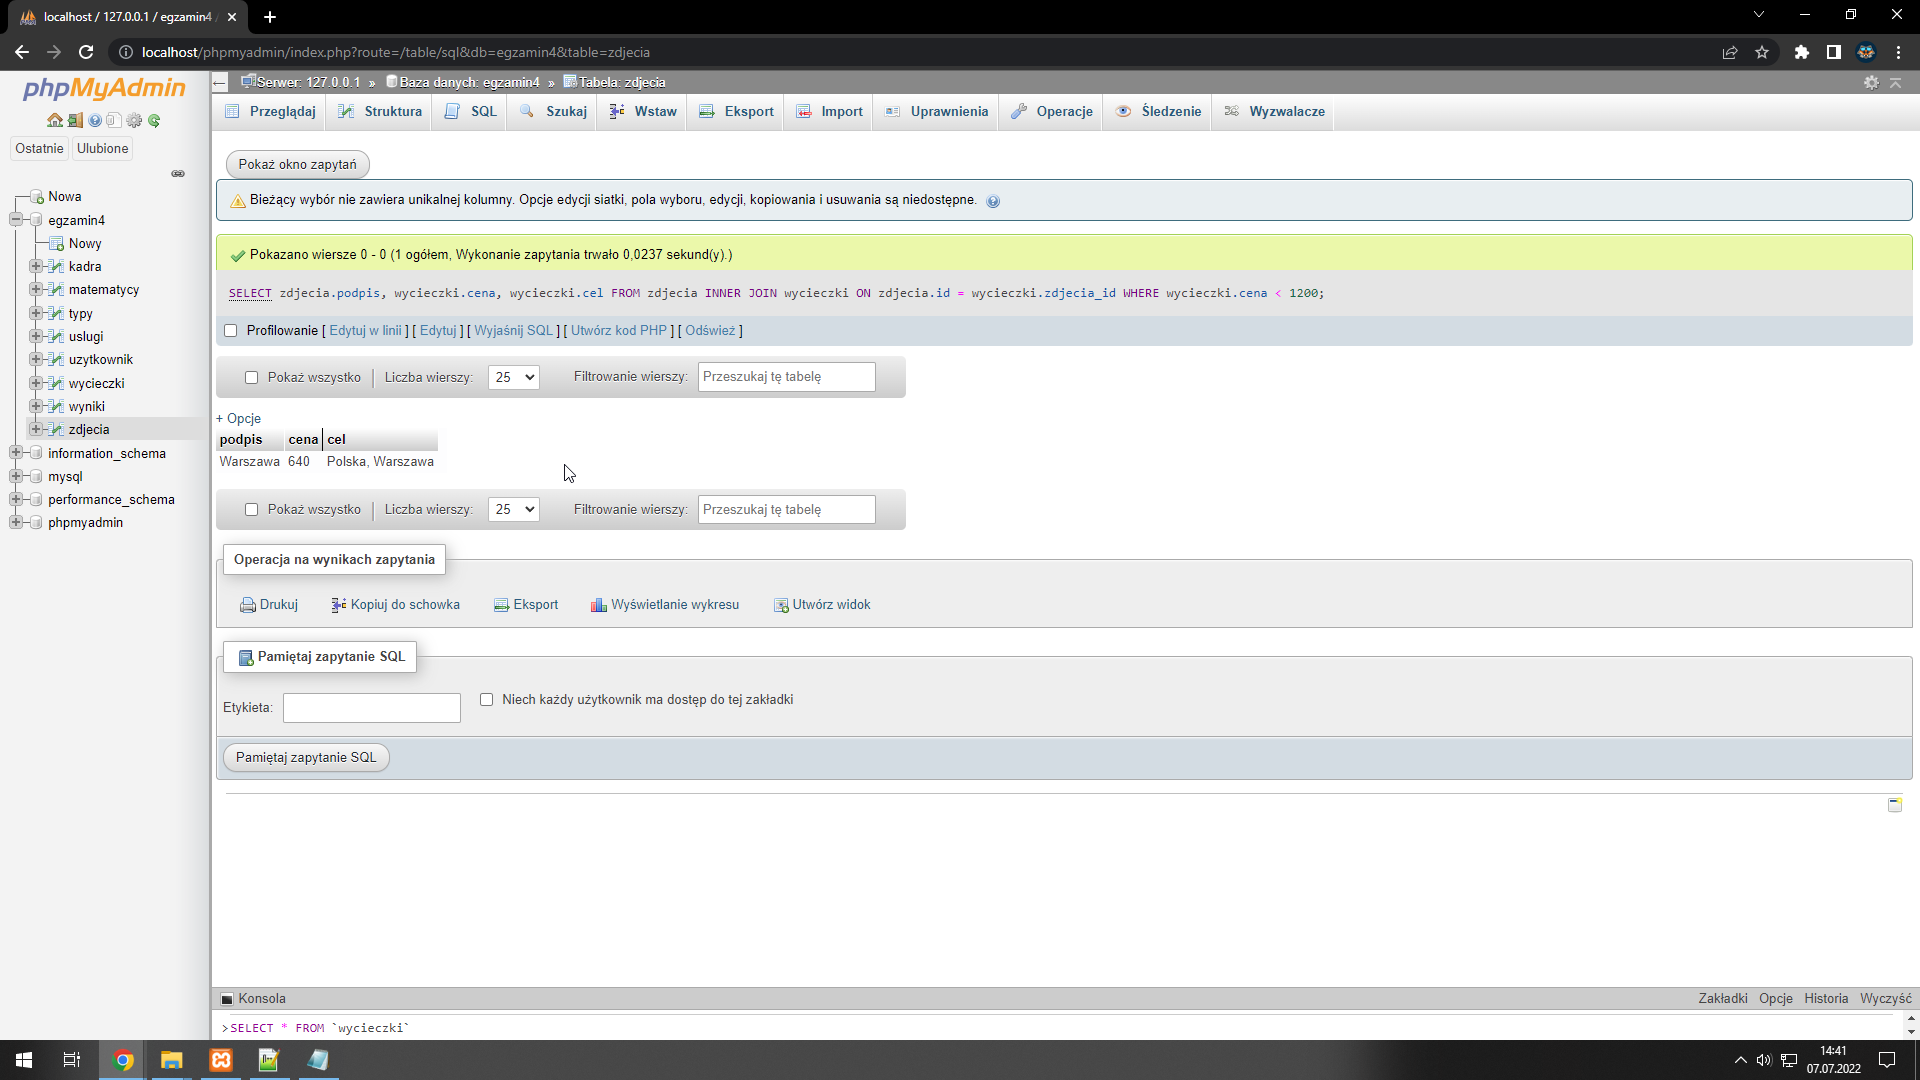 localhost / 127.0.0.1 / egzamin4
localhost/phpmyadmin/index.php?route=/table/sql&db=egzamin4&table=zdjecia
phpMyAdmin
Ostatnie Ulubione
Nowa
egzamin4
Nowy
kadra
matematycy
typy
uslugi
uzytkownik
wycieczki
wyniki
zdjecia
information_schema
mysql
performance_schema
phpmyadmin
Serwer: 127.0.0.1 » Baza danych: egzamin4 » Tabela: zdjecia
Przeglądaj Struktura SQL Szukaj Wstaw Eksport Import Uprawnienia Operacje Śledzenie Wyzwalacze
Pokaż okno zapytań
Bieżący wybór nie zawiera unikalnej kolumny. Opcje edycji siatki, pola wyboru, edycji, kopiowania i usuwania są niedostępne.
Pokazano wiersze 0 - 0 (1 ogółem, Wykonanie zapytania trwało 0,0237 sekund(y).)
SELECT zdjecia.podpis, wycieczki.cena, wycieczki.cel FROM zdjecia INNER JOIN wycieczki ON zdjecia.id = wycieczki.zdjecia_id WHERE wycieczki.cena < 1200;
Profilowanie [ Edytuj w linii ] [ Edytuj ] [ Wyjaśnij SQL ] [ Utwórz kod PHP ] [ Odśwież ]
Pokaż wszystko Liczba wierszy: 25 Filtrowanie wierszy: Przeszukaj tę tabelę
+ Opcje
podpis cena cel
Warszawa 640 Polska, Warszawa
Pokaż wszystko Liczba wierszy: 25 Filtrowanie wierszy: Przeszukaj tę tabelę
Operacja na wynikach zapytania
Drukuj Kopiuj do schowka Eksport Wyświetlanie wykresu Utwórz widok
Pamiętaj zapytanie SQL
Etykieta: Niech każdy użytkownik ma dostęp do tej zakładki
Pamiętaj zapytanie SQL
Konsola Zakładki Opcje Historia Wyczyść
>SELECT * FROM `wycieczki`
14:41
07.07.2022